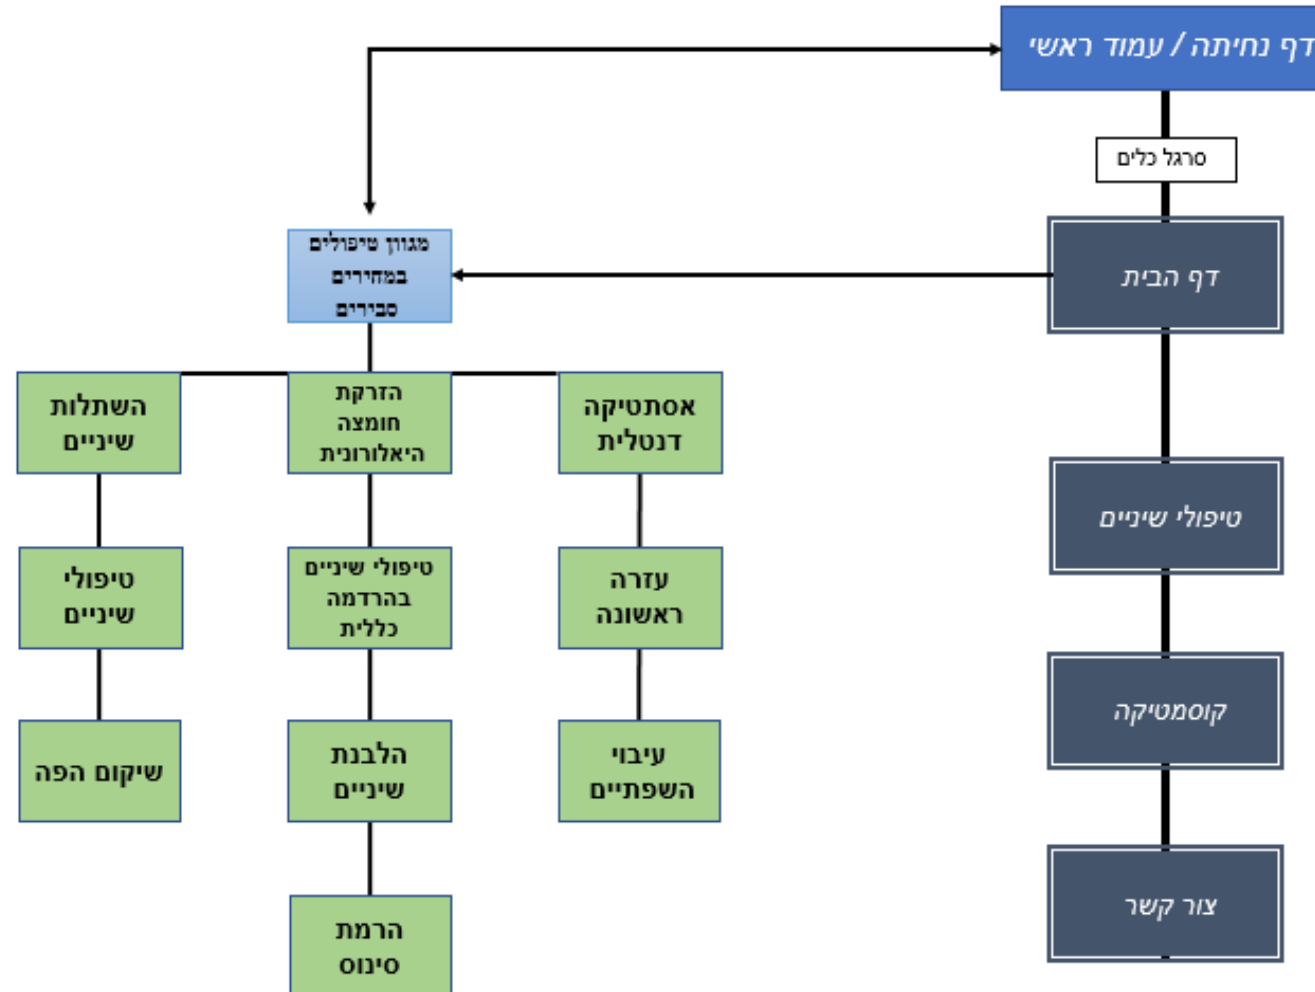 דף נחיתה / עמוד ראשי
סרגל כלים
דף הבית
טיפולי שיניים
קוסמטיקה
צור קשר
מגוון טיפולים
במחירים
סבירים
אסתטיקה
דנטלית
עזרה
ראשונה
עיבוי
השפתיים
הזרקת
חומצה
היאלורונית
טיפולי שיניים
בהרדמה
כללית
הלבנת
שיניים
הרמת
סינוס
השתלות
שיניים
טיפולי
שיניים
שיקום הפה